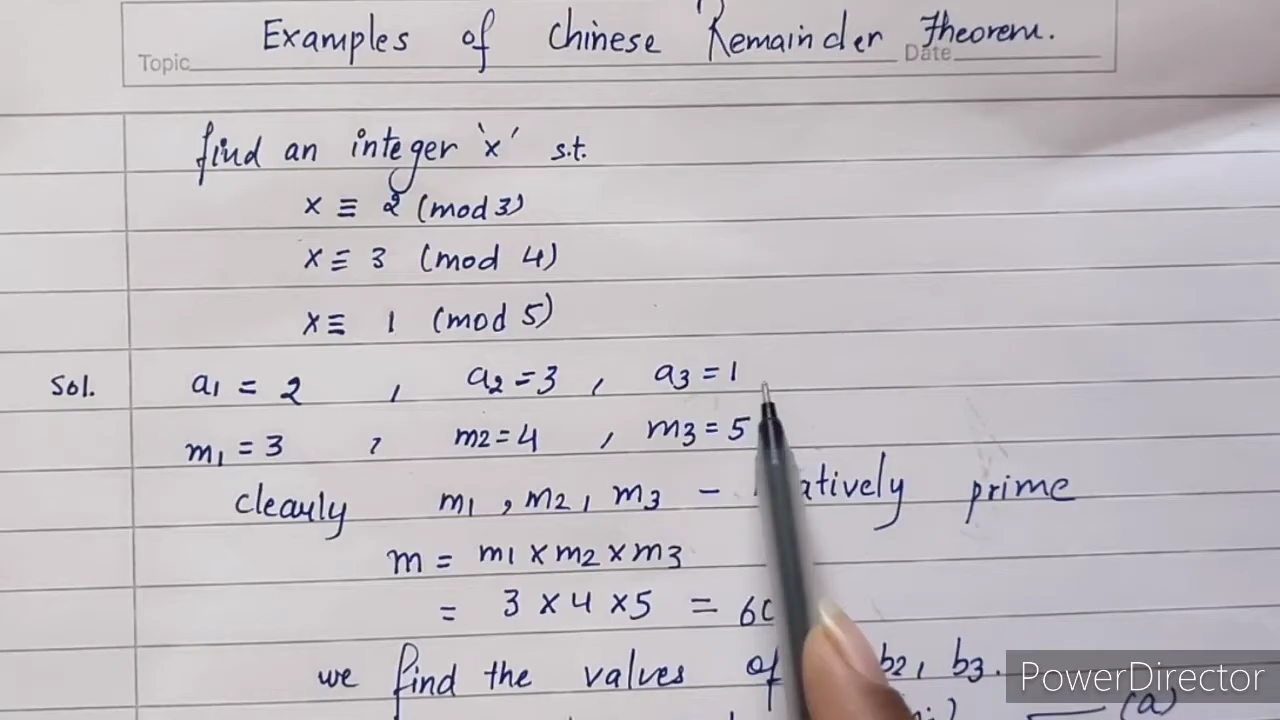 Examples of Chinese Remainder Theorem.
Topic Date
find an integer 'x' s.t.
x ≡ 2 (mod 3)
x ≡ 3 (mod 4)
x ≡ 1 (mod 5)
Sol. a1 = 2 , a2 = 3 , a3 = 1
m1 = 3 , m2 = 4 , m3 = 5
clearly m1 , m2 , m3 - prime
m = m1 × m2 × m3
= 3 × 4 × 5 = 60
we find the values of b2 , b3 .
(a)
PowerDirector